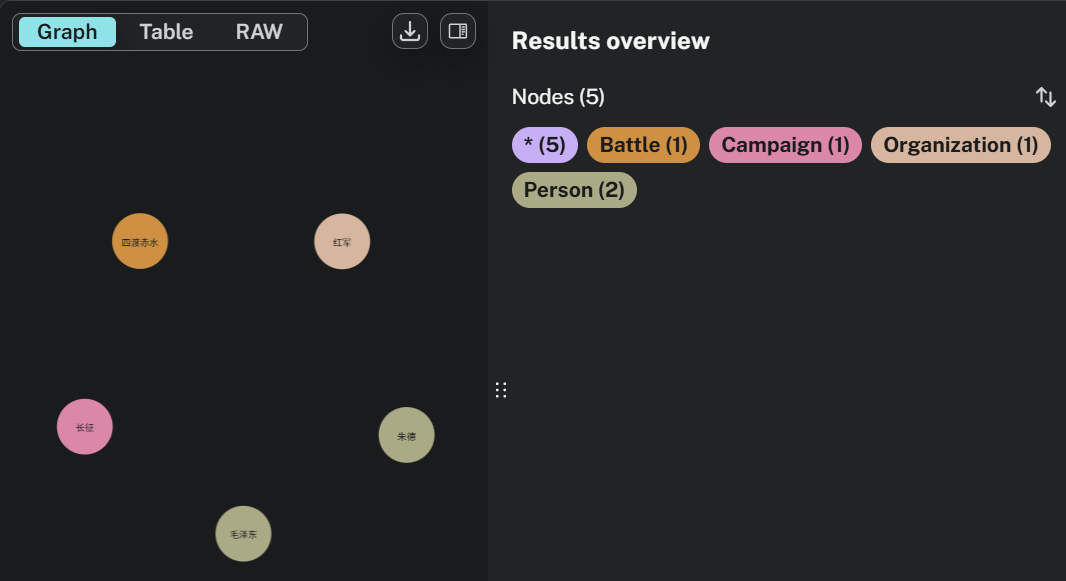 Graph Table RAW
Results overview
Nodes (5)
* (5) Battle (1) Campaign (1) Organization (1)
Person (2)
四渡赤水
红军
长征
朱德
毛泽东